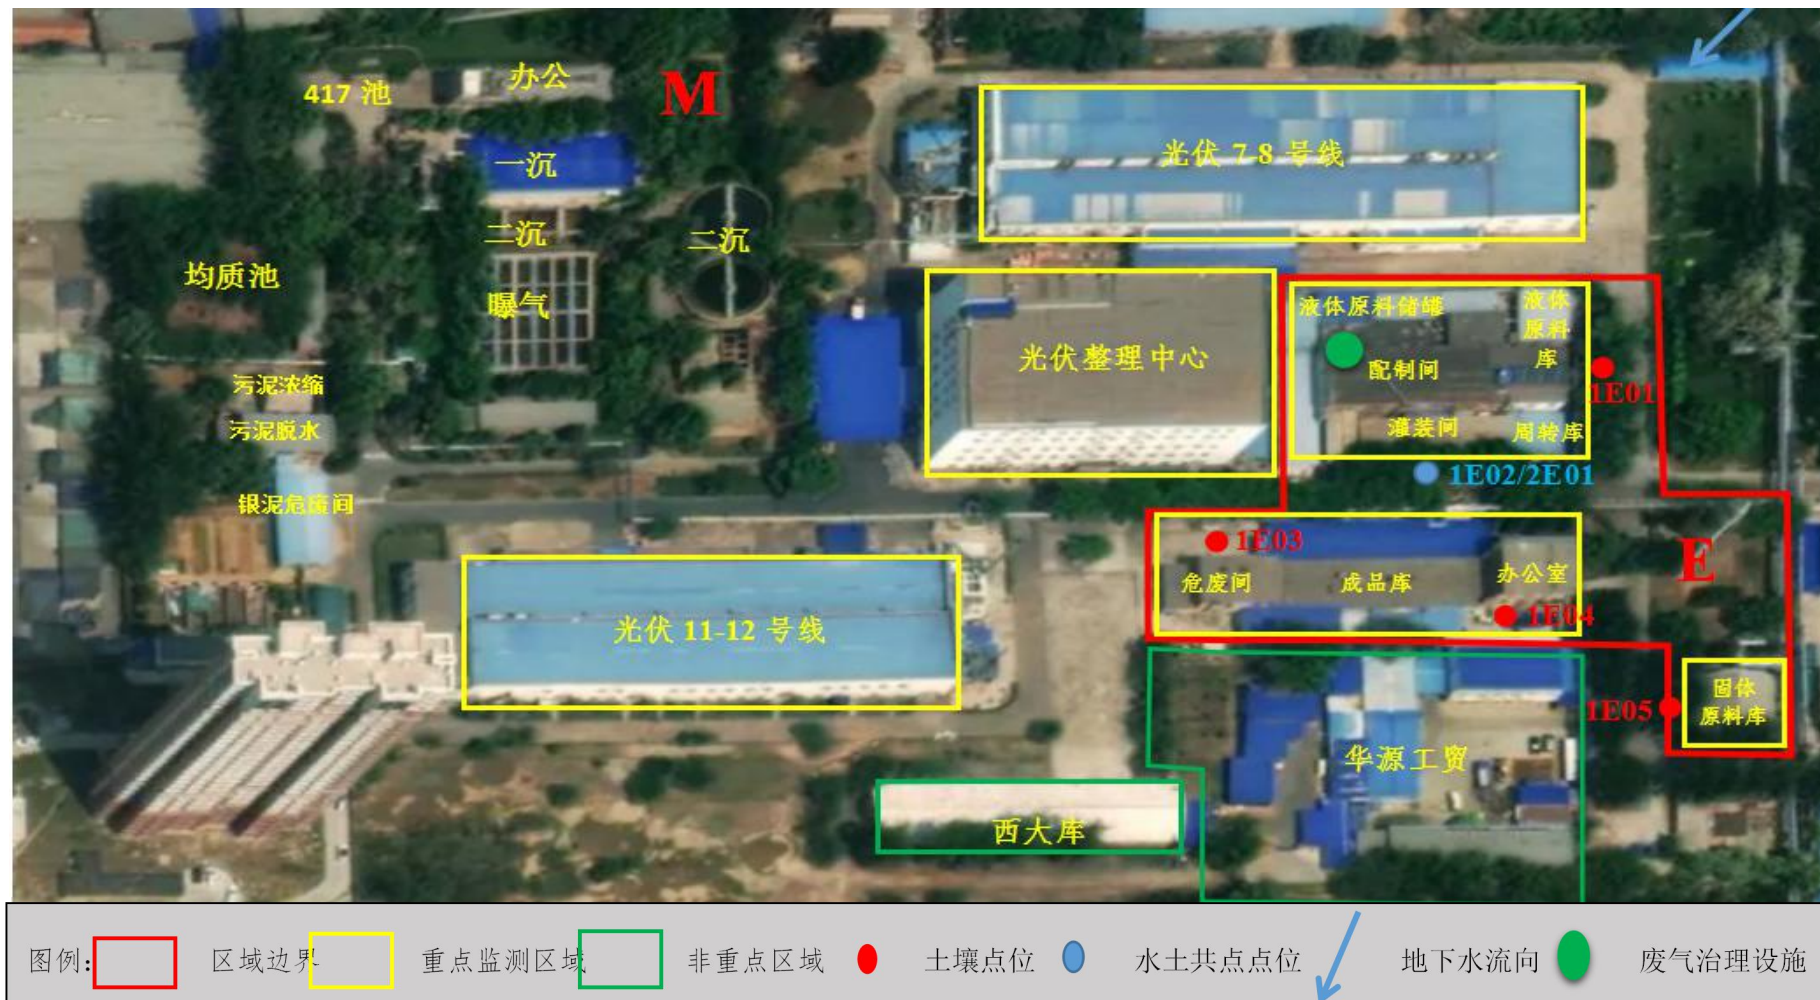 417 池
办公
M
一沉
二沉
二沉
均质池
曝气
污泥浓缩
污泥脱水
银泥危废间
光伏 7-8 号线
光伏整理中心
液体原料储罐
液体
原料
库
配制间
灌装间
周转库
1E01
1E02/2E01
1E03
危废间
成品库
办公室
E
1E04
光伏 11-12 号线
固体
原料库
1E05
华源工贸
西大库
图例:
区域边界
重点监测区域
非重点区域
土壤点位
水土共点点位
地下水流向
废气治理设施